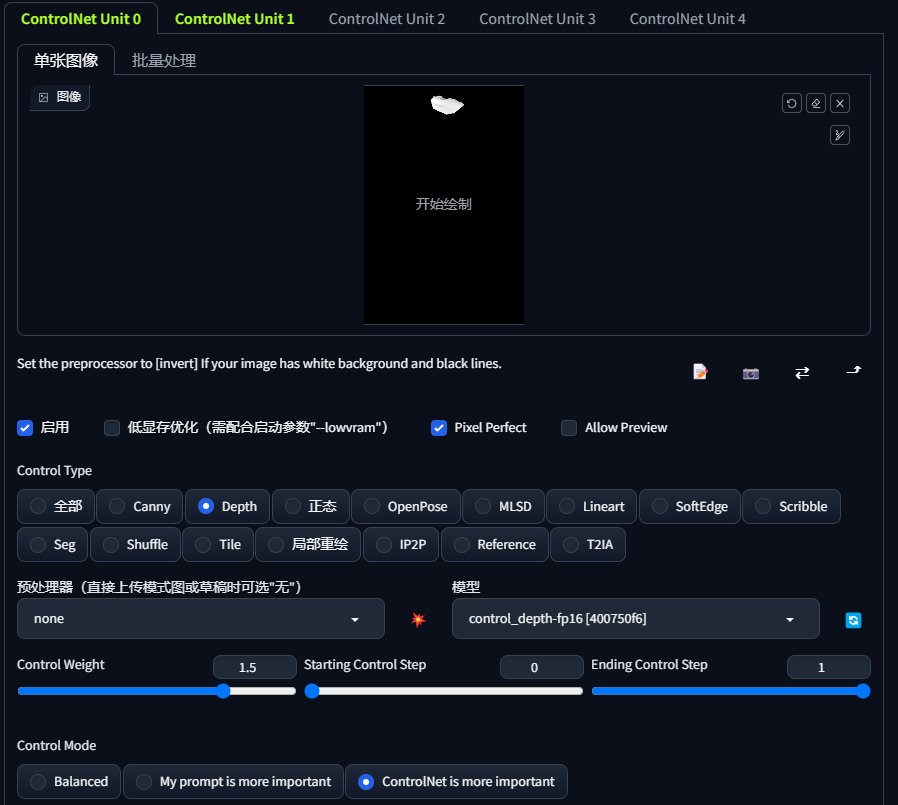 ControlNet Unit 0 ControlNet Unit 1 ControlNet Unit 2 ControlNet Unit 3 ControlNet Unit 4
单张图像 批量处理
图像
开始绘制
Set the preprocessor to [invert] If your image has white background and black lines.
启用 低显存优化（需配合启动参数"--lowvram"） Pixel Perfect Allow Preview
Control Type
全部 Canny Depth 正态 OpenPose MLSD Lineart SoftEdge Scribble
Seg Shuffle Tile 局部重绘 IP2P Reference T2IA
预处理器（直接上传模式图或草稿时可选"无"） 模型
none control_depth-fp16 [400750f6]
Control Weight 1.5 Starting Control Step 0 Ending Control Step 1
Control Mode
Balanced My prompt is more important ControlNet is more important